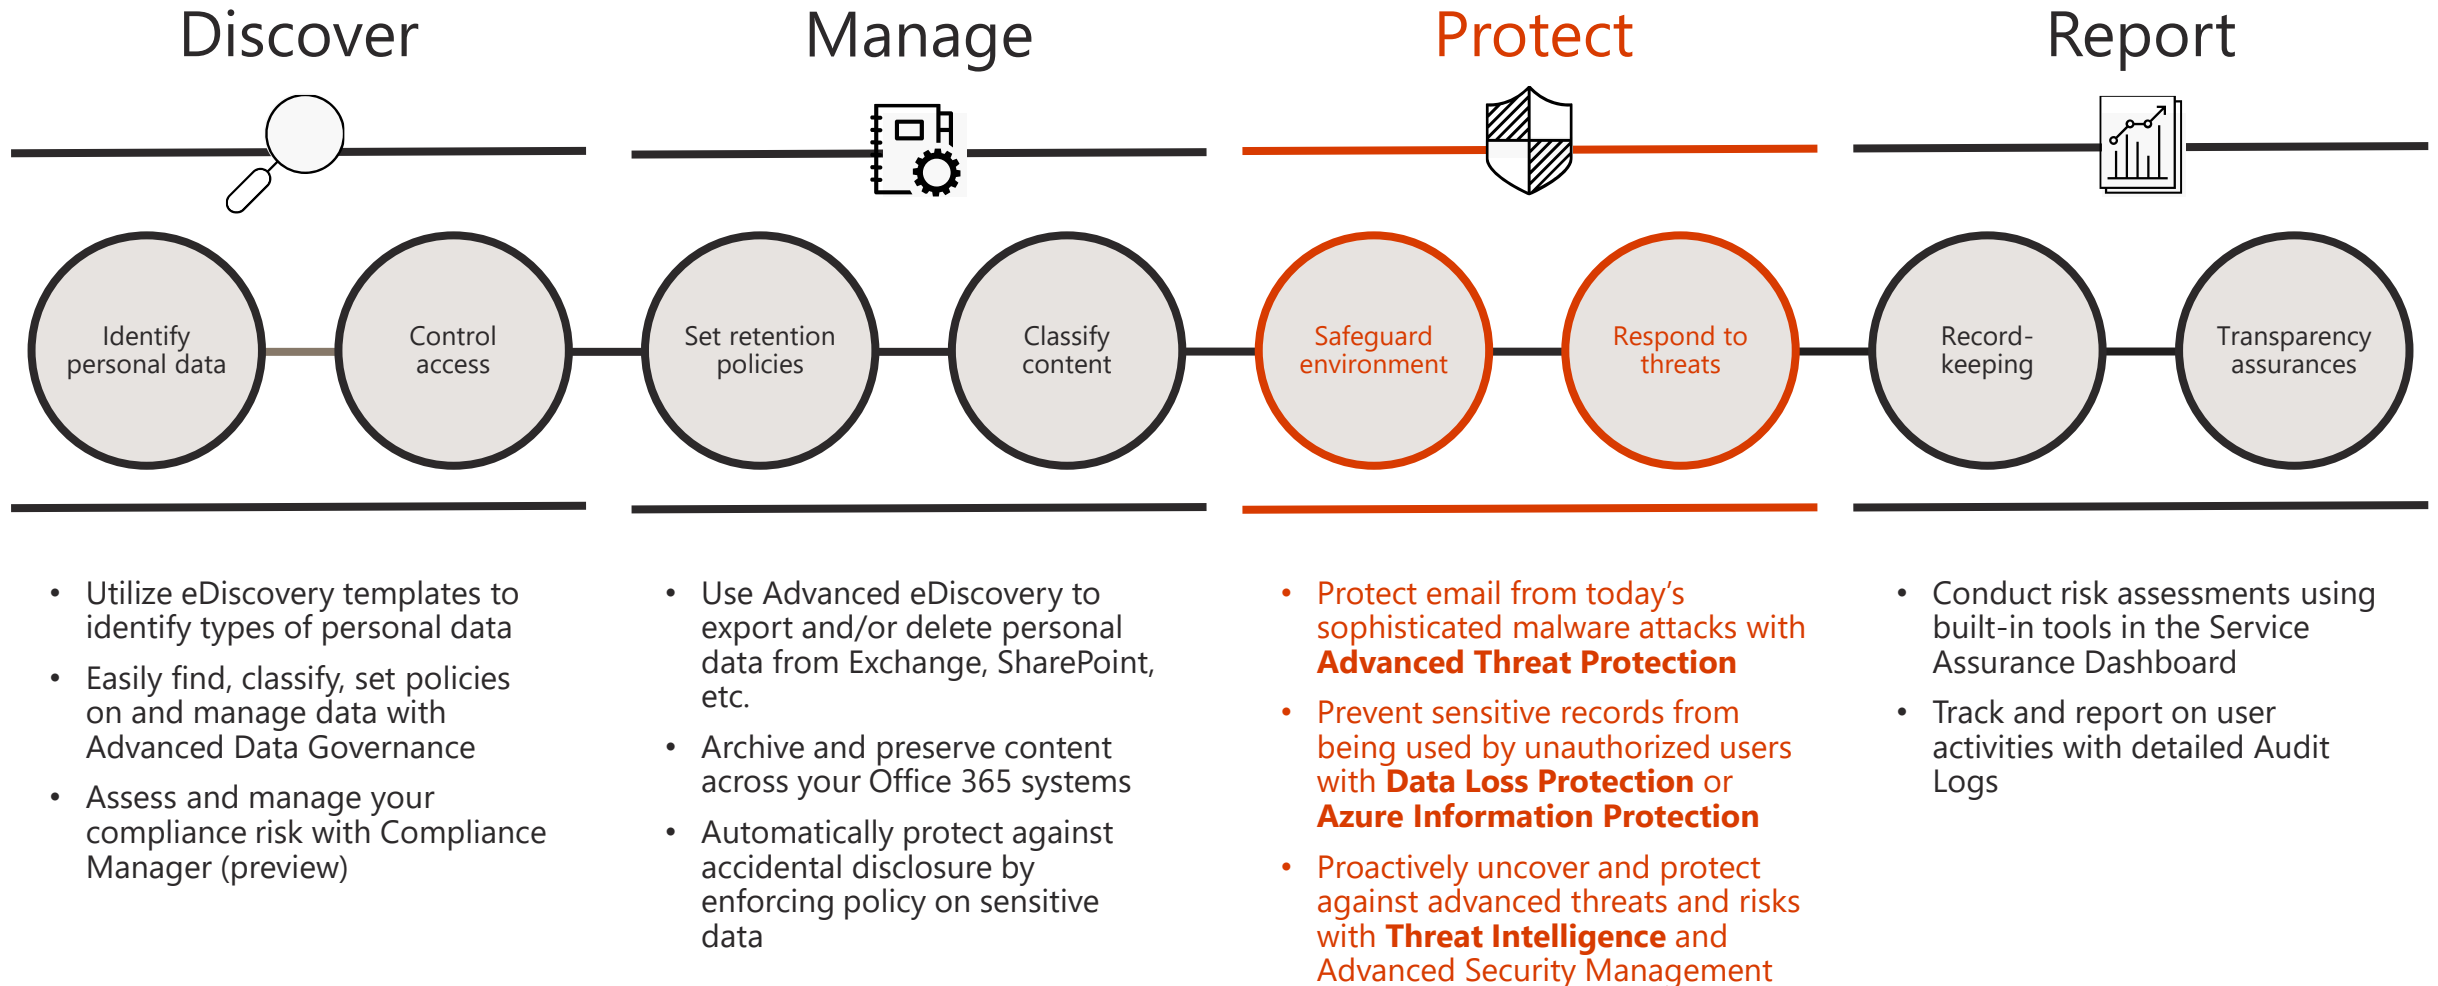 Discover
Manage
Protect
Report
Identify
personal data
Control
access
Set retention
policies
Classify
content
Safeguard
environment
Respond to
threats
Record-
keeping
Transparency
assurances
• Utilize eDiscovery templates to
identify types of personal data
• Easily find, classify, set policies
on and manage data with
Advanced Data Governance
• Assess and manage your
compliance risk with Compliance
Manager (preview)
• Use Advanced eDiscovery to
export and/or delete personal
data from Exchange, SharePoint,
etc.
• Archive and preserve content
across your Office 365 systems
• Automatically protect against
accidental disclosure by
enforcing policy on sensitive
data
• Protect email from today’s
sophisticated malware attacks with
Advanced Threat Protection
• Prevent sensitive records from
being used by unauthorized users
with Data Loss Protection or
Azure Information Protection
• Proactively uncover and protect
against advanced threats and risks
with Threat Intelligence and
Advanced Security Management
• Conduct risk assessments using
built-in tools in the Service
Assurance Dashboard
• Track and report on user
activities with detailed Audit
Logs